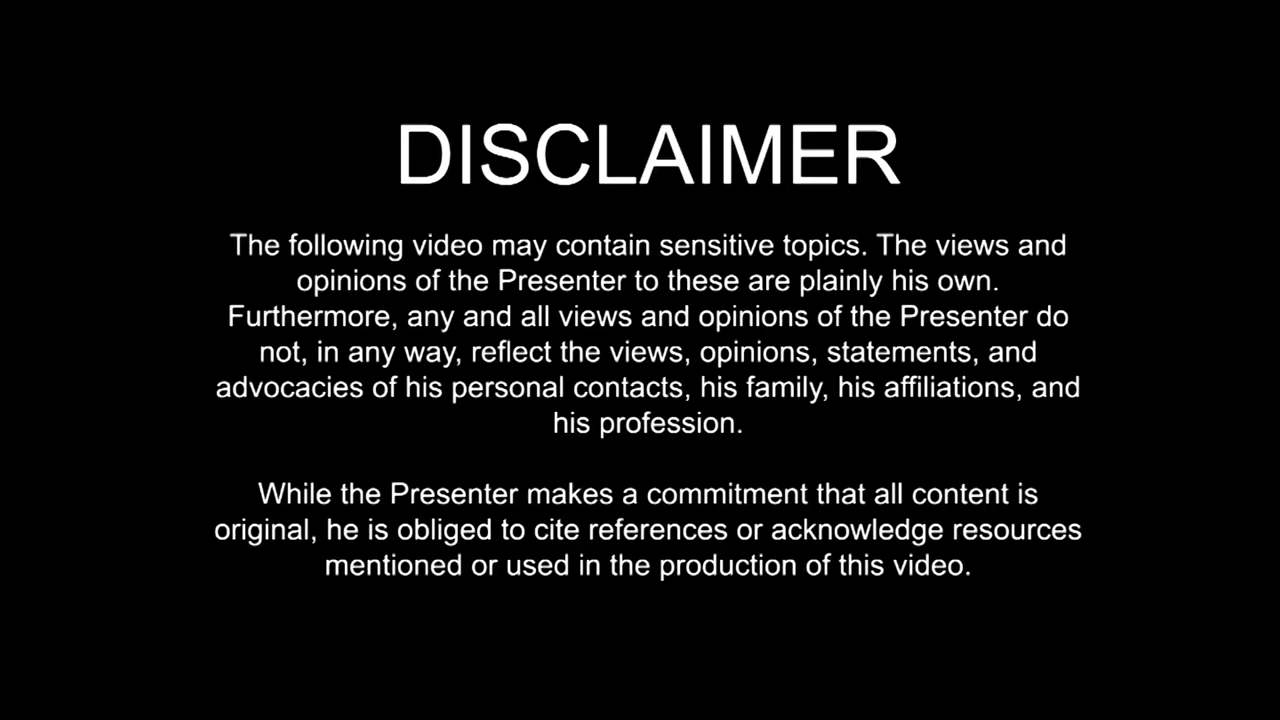 DISCLAIMER
The following video may contain sensitive topics. The views and
opinions of the Presenter to these are plainly his own.
Furthermore, any and all views and opinions of the Presenter do
not, in any way, reflect the views, opinions, statements, and
advocacies of his personal contacts, his family, his affiliations, and
his profession.
While the Presenter makes a commitment that all content is
original, he is obliged to cite references or acknowledge resources
mentioned or used in the production of this video.